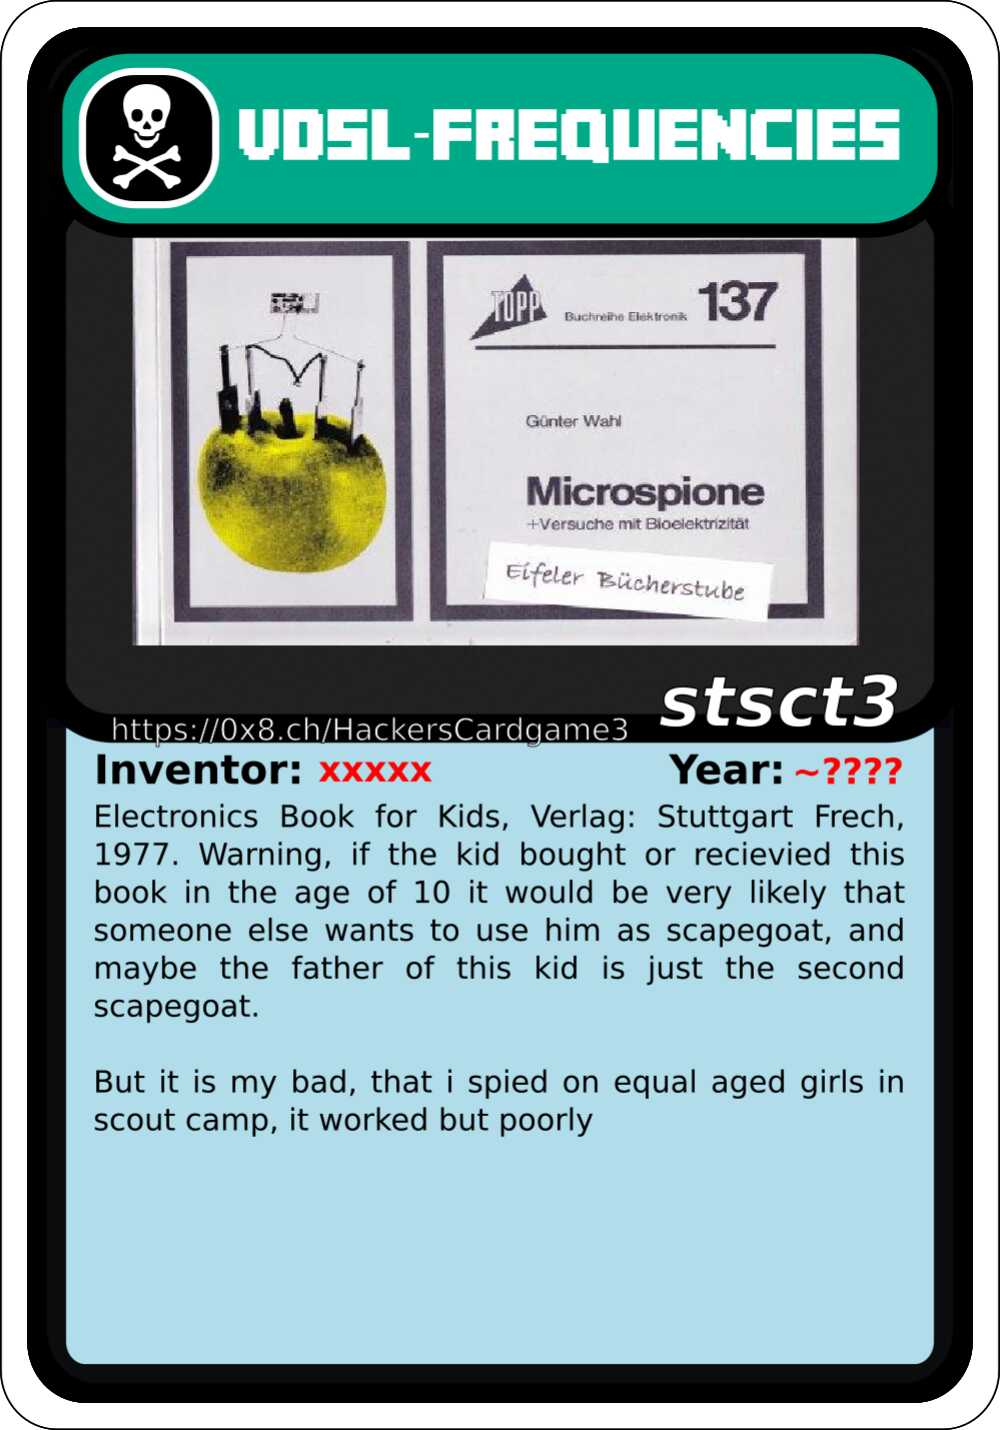 VDSL-FREQUENCIES
TOPP
Buchreihe Elektronik
137
Günter Wahl
Microspione
+Versuche mit Bioelektrizität
Eifeler Bücherstube
stsct3
https://0x8.ch/HackersCardgame3
Inventor: xxxxx
Year: ~????
Electronics Book for Kids, Verlag: Stuttgart Frech,
1977. Warning, if the kid bought or recievied this
book in the age of 10 it would be very likely that
someone else wants to use him as scapegoat, and
maybe the father of this kid is just the second
scapegoat.
But it is my bad, that i spied on equal aged girls in
scout camp, it worked but poorly